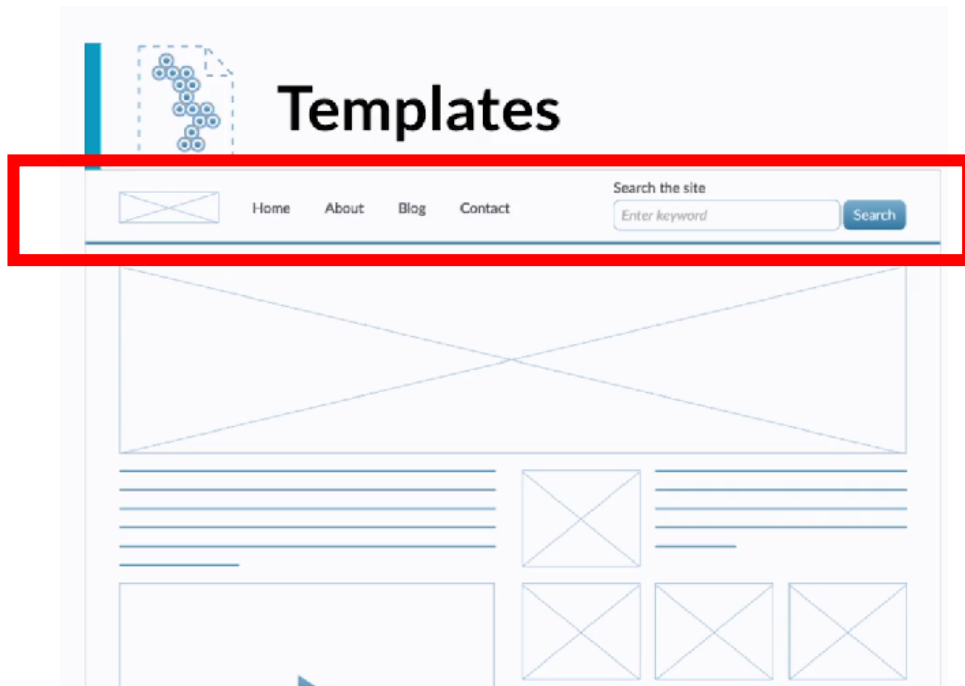 Templates
Search the site
Home About Blog Contact
Enter keyword Search